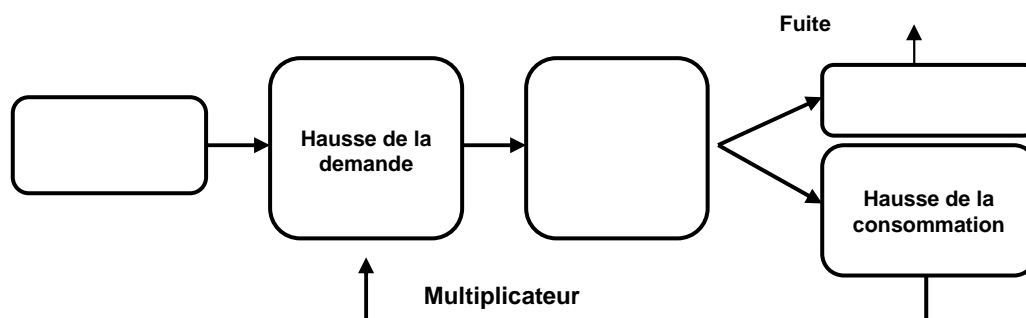 Fuite
Hausse de la
demande
Hausse de la
consommation
Multiplicateur